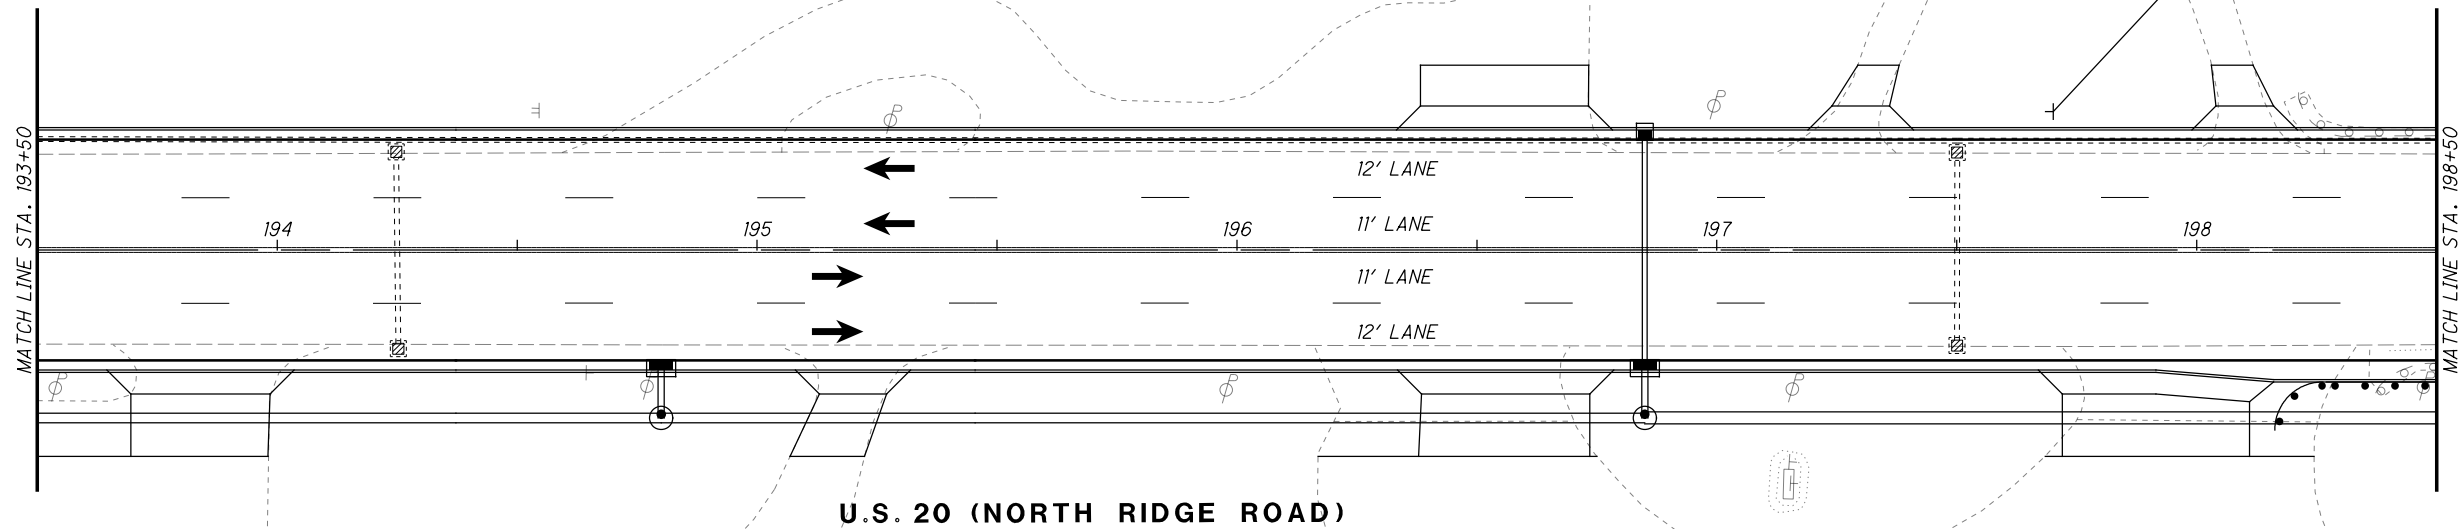 MATCH LINE STA. 193+50
12' LANE
11' LANE
194 195 196 197 198
11' LANE
12' LANE
MATCH LINE STA. 198+50
U.S. 20 (NORTH RIDGE ROAD)